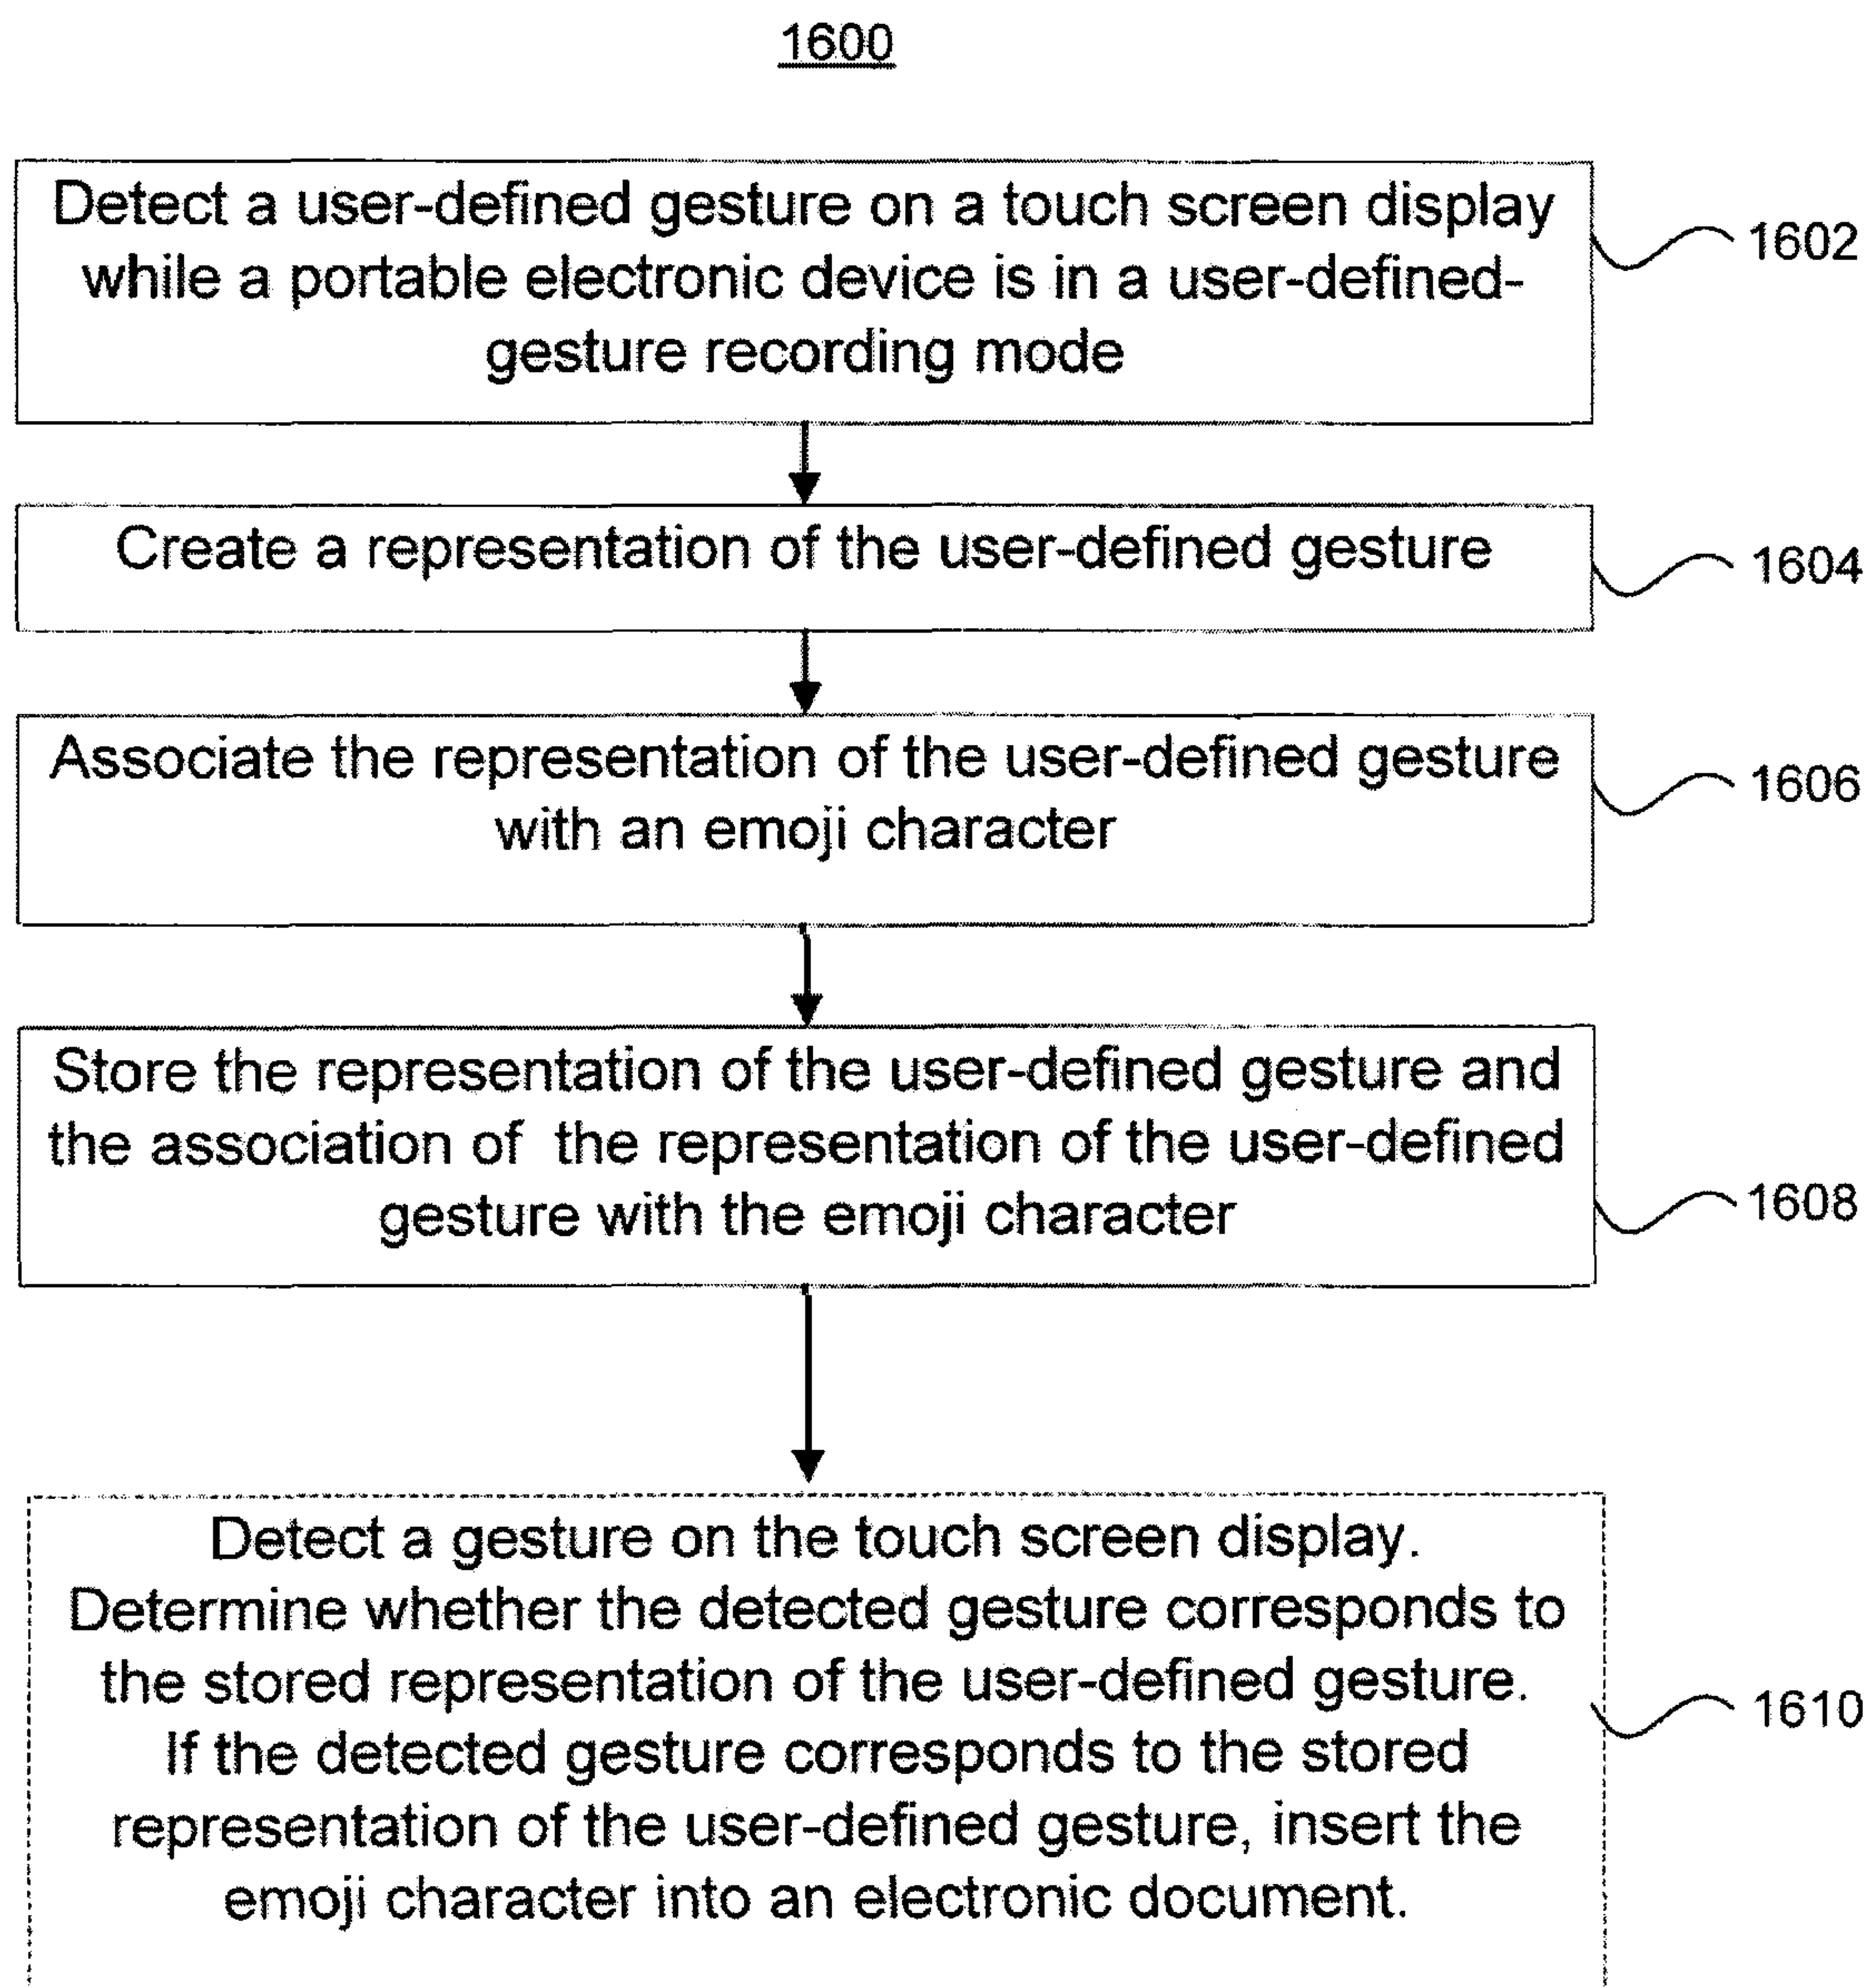 1600
Detect a user-defined gesture on a touch screen display
while a portable electronic device is in a user-defined-
gesture recording mode
1602
Create a representation of the user-defined gesture
1604
Associate the representation of the user-defined gesture
with an emoji character
1606
Store the representation of the user-defined gesture and
the association of the representation of the user-defined
gesture with the emoji character
1608
Detect a gesture on the touch screen display.
Determine whether the detected gesture corresponds to
the stored representation of the user-defined gesture.
If the detected gesture corresponds to the stored
representation of the user-defined gesture, insert the
emoji character into an electronic document.
1610